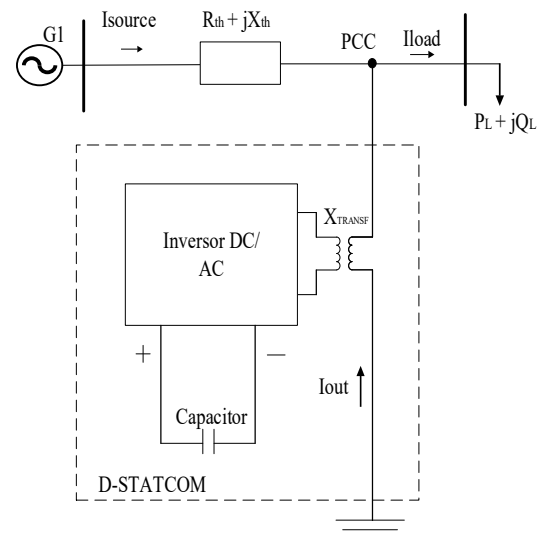 G1
Isource
Rth + jXth
PCC
Iload
PL + jQL
Inversor DC/
AC
XTRANSF
+
—
Capacitor
Iout
D-STATCOM